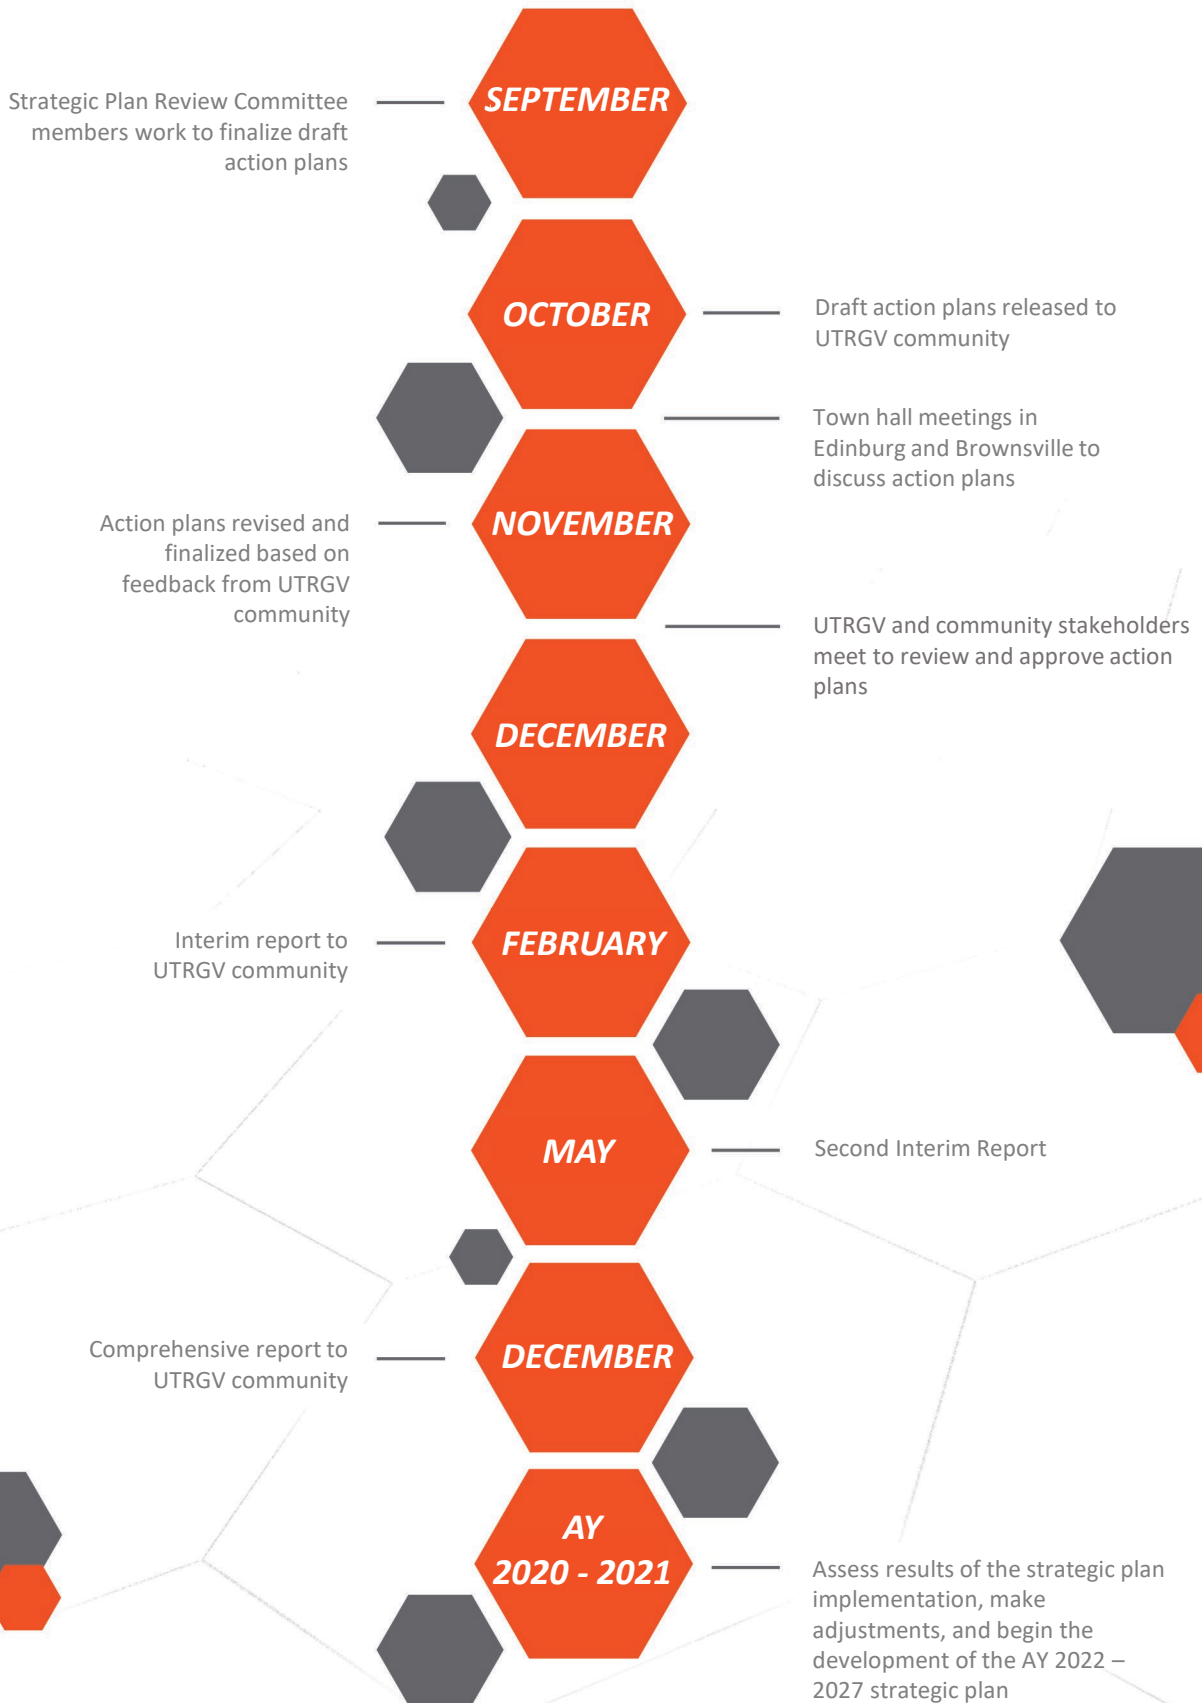 SEPTEMBER
Strategic Plan Review Committee
members work to finalize draft
action plans
OCTOBER
Draft action plans released to
UTRGV community
Town hall meetings in
Edinburg and Brownsville to
discuss action plans
NOVEMBER
Action plans revised and
finalized based on
feedback from UTRGV
community
UTRGV and community stakeholders
meet to review and approve action
plans
DECEMBER
FEBRUARY
Interim report to
UTRGV community
MAY
Second Interim Report
DECEMBER
Comprehensive report to
UTRGV community
AY
2020 - 2021
Assess results of the strategic plan
implementation, make
adjustments, and begin the
development of the AY 2022 –
2027 strategic plan